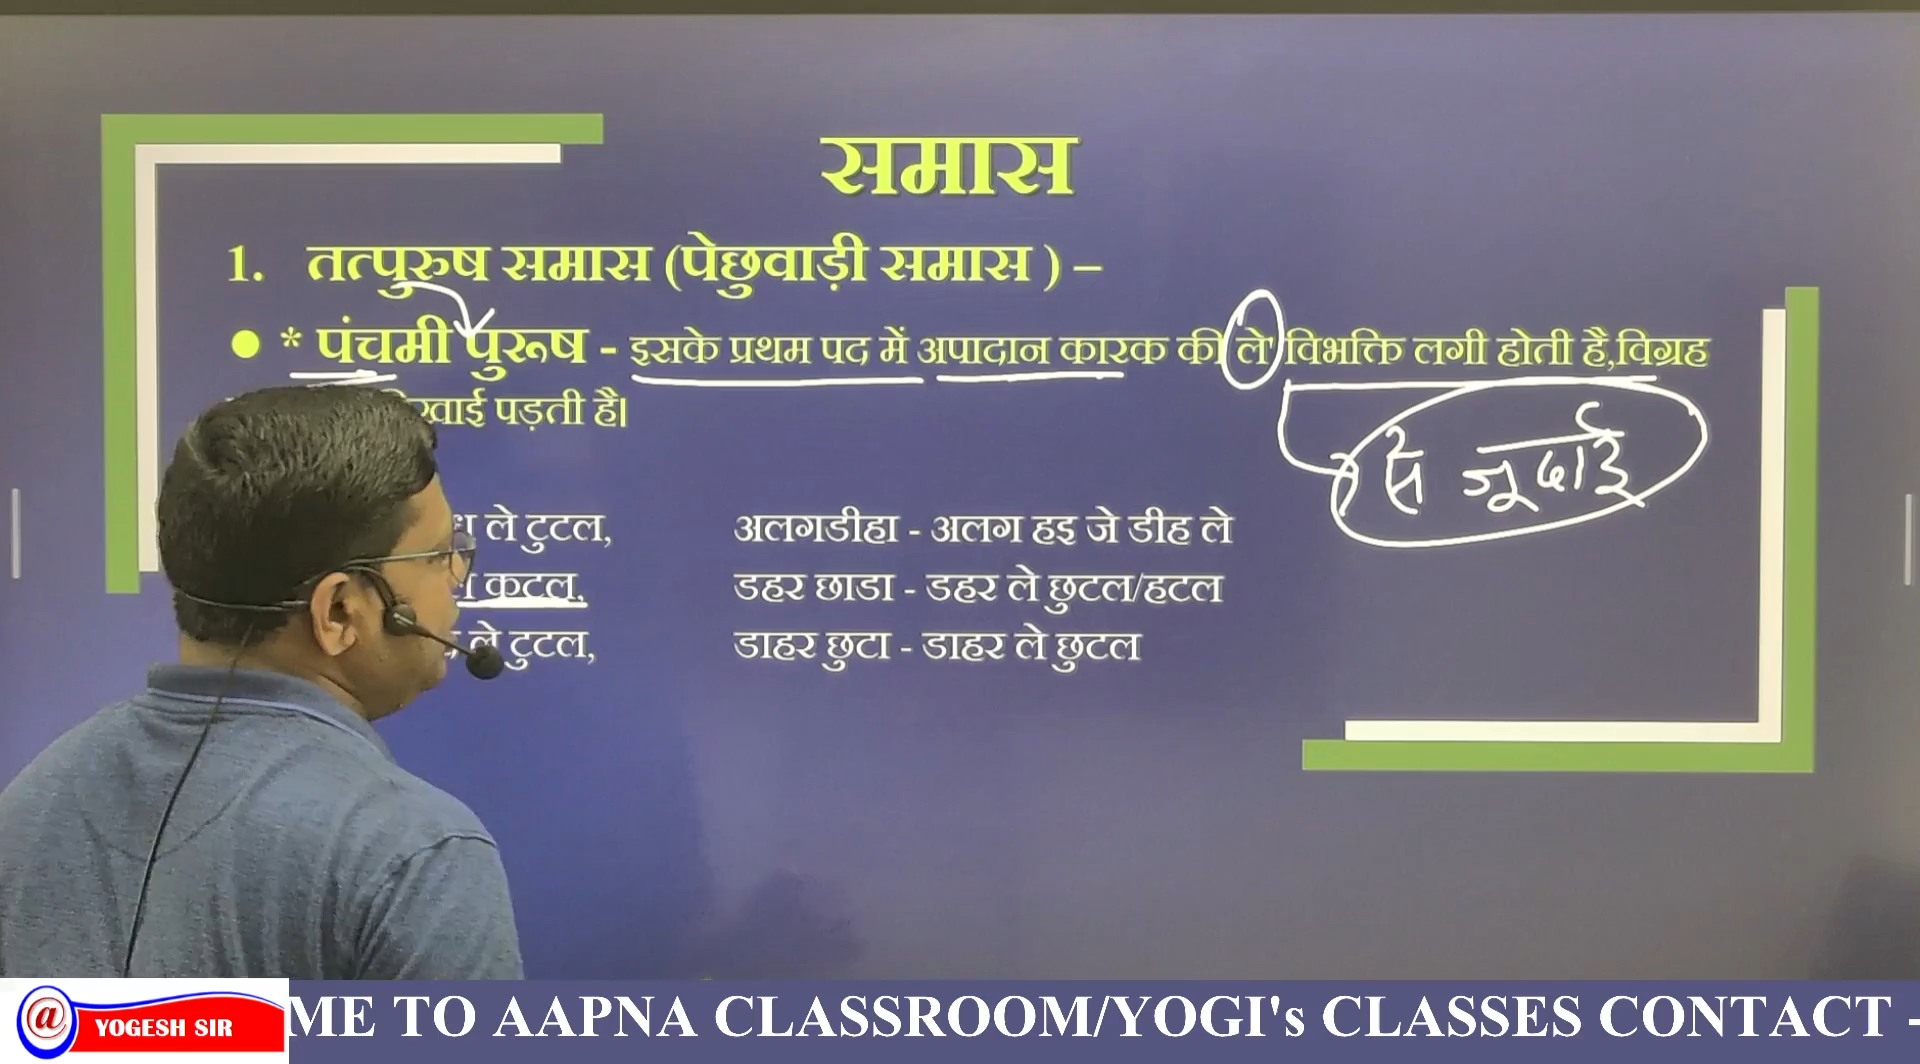 समास
1. तत्पुरुष समास (पेछुवाड़ी समास ) –
* पंचमी पुरूष - इसके प्रथम पद में अपादान कारक की ले' विभक्ति लगी होती है,विग्रह
पड़ती है।
से जूदाई
ले टुटल, अलगडीहा - अलग हइ जे डीह ले
कटल, डहर छाडा - डहर ले छुटल/हटल
ले टुटल, डाहर छुटा - डाहर ले छुटल
@ YOGESH SIR ME TO AAPNA CLASSROOM/YOGI's CLASSES CONTACT -